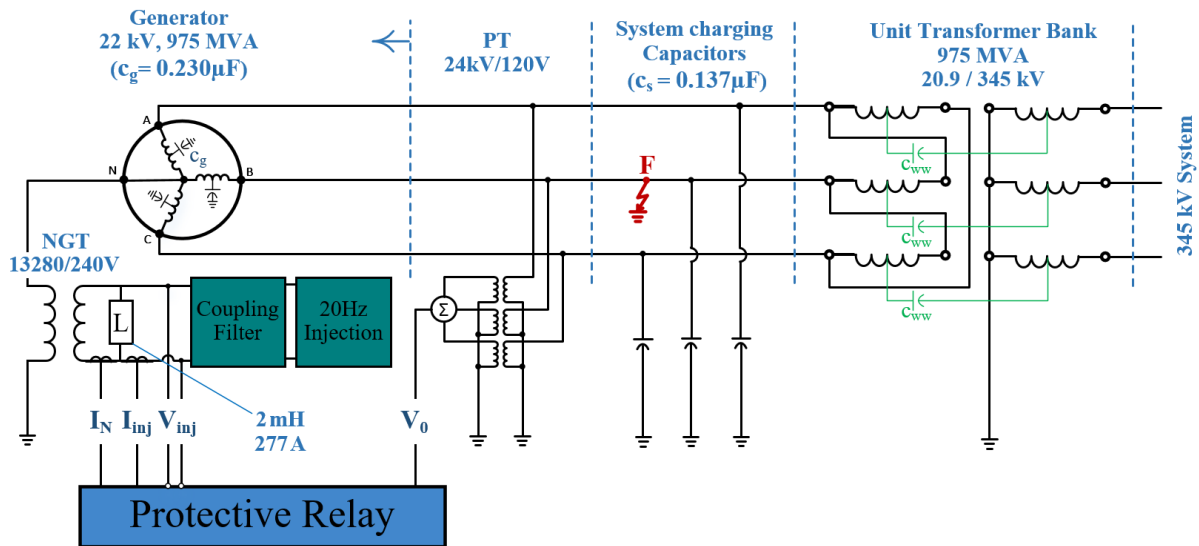 Generator
22 kV, 975 MVA
(cg= 0.230µF)
PT
24kV/120V
System charging
Capacitors
(cs = 0.137µF)
Unit Transformer Bank
975 MVA
20.9 / 345 kV
A
N
B
C
cg
F
cww
cww
cww
345 kV System
NGT
13280/240V
L
Coupling
Filter
20Hz
Injection
Σ
IN Iinj Vinj
2 mH
277A
V0
Protective Relay